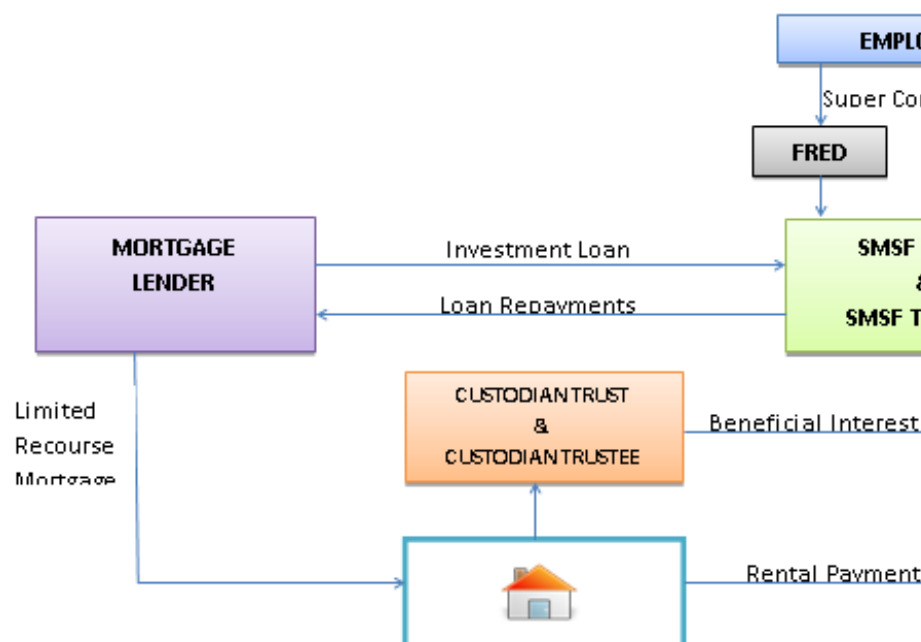 EMPLO
Super Con
FRED
MORTGAGE
LENDER
Investment Loan
Loan Repayments
SMSF
&
SMSF T
CUSTODIAN TRUST
&
CUSTODIAN TRUSTEE
Beneficial Interest
Limited
Recourse
Mortgage
Rental Payment